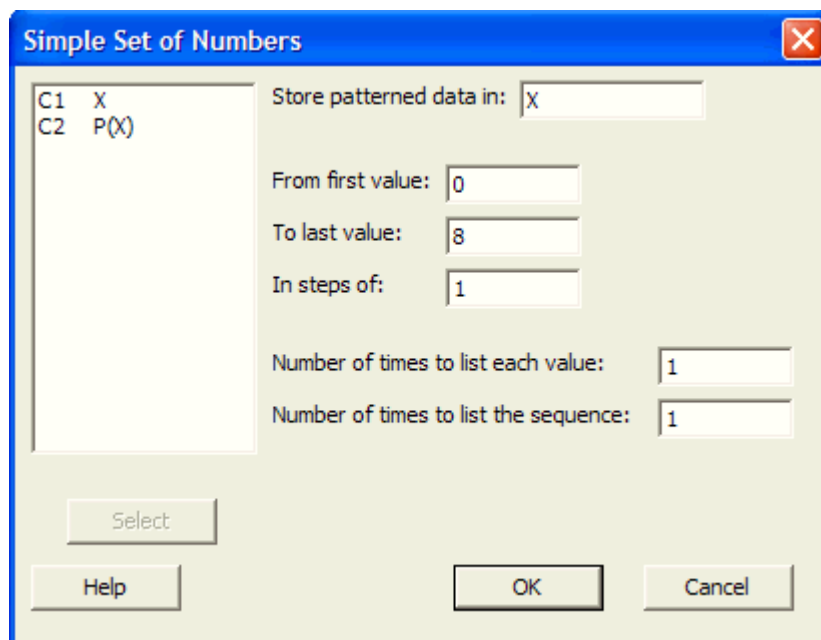 Simple Set of Numbers
C1 X
C2 P(X)
Store patterned data in: X
From first value: 0
To last value: 8
In steps of: 1
Number of times to list each value: 1
Number of times to list the sequence: 1
Select
Help OK Cancel